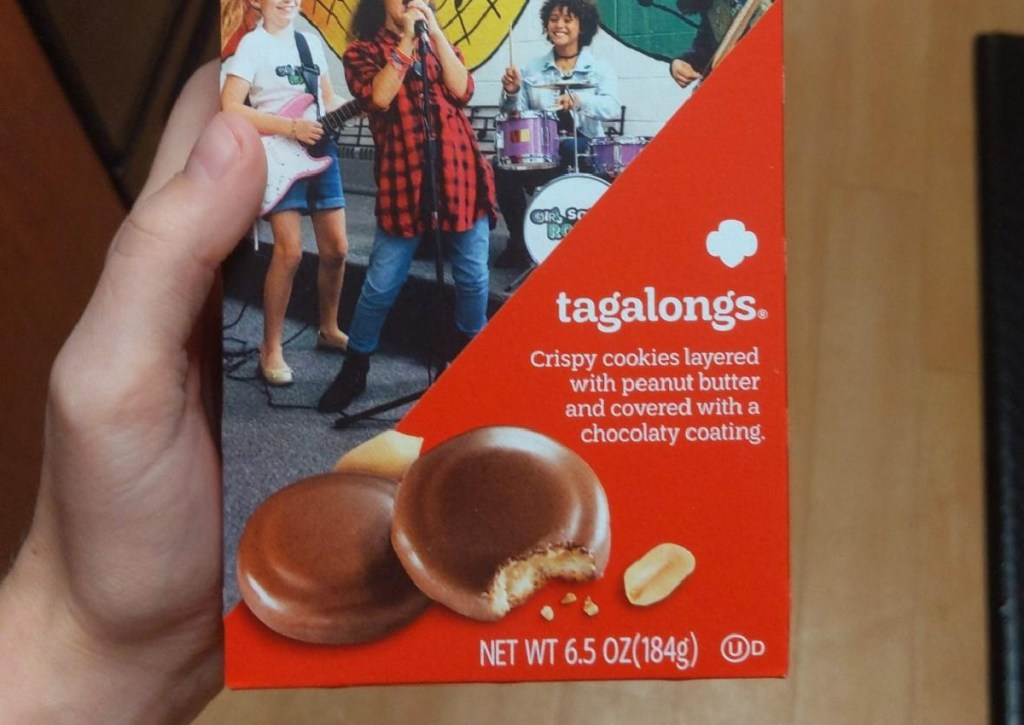 tagalongs®
Crispy cookies layered
with peanut butter
and covered with a
chocolaty coating.
NET WT 6.5 OZ(184g) Ⓤ D